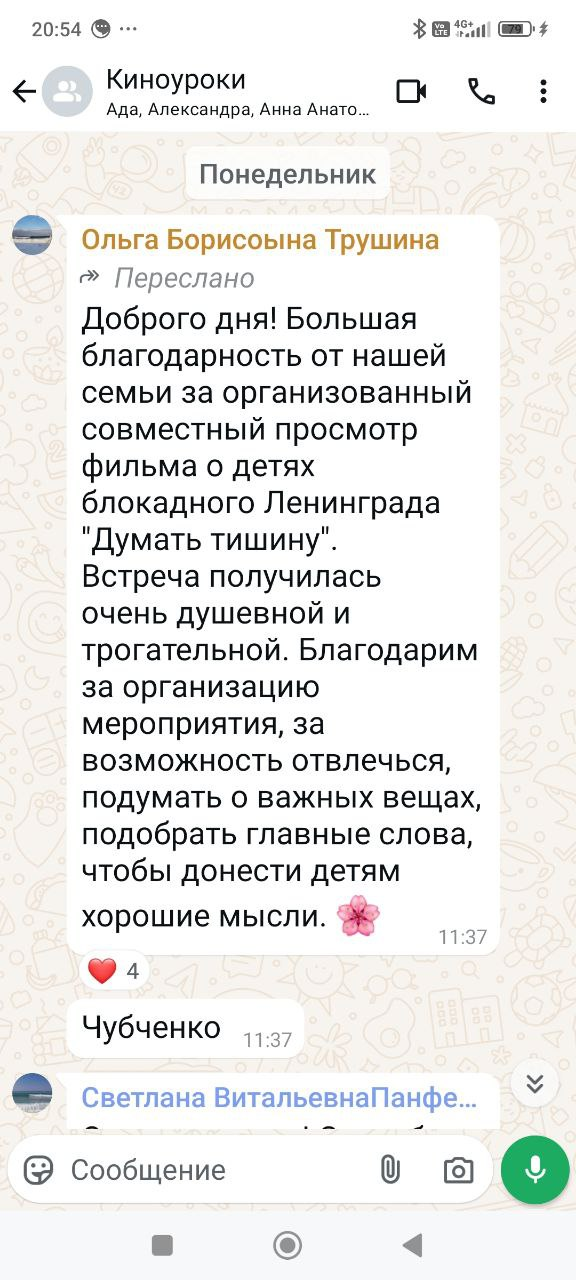 20:54
Vo LTE 4G+ 79
Киноуроки
Ада, Александра, Анна Анато...
Понедельник
Ольга Борисоына Трушина
Переслано
Доброго дня! Большая
благодарность от нашей
семьи за организованный
совместный просмотр
фильма о детях
блокадного Ленинграда
"Думать тишину".
Встреча получилась
очень душевной и
трогательной. Благодарим
за организацию
мероприятия, за
возможность отвлечься,
подумать о важных вещах,
подобрать главные слова,
чтобы донести детям
хорошие мысли. 🌸
11:37
❤️ 4
Чубченко 11:37
Светлана ВитальевнаПанфе...
Сообщение